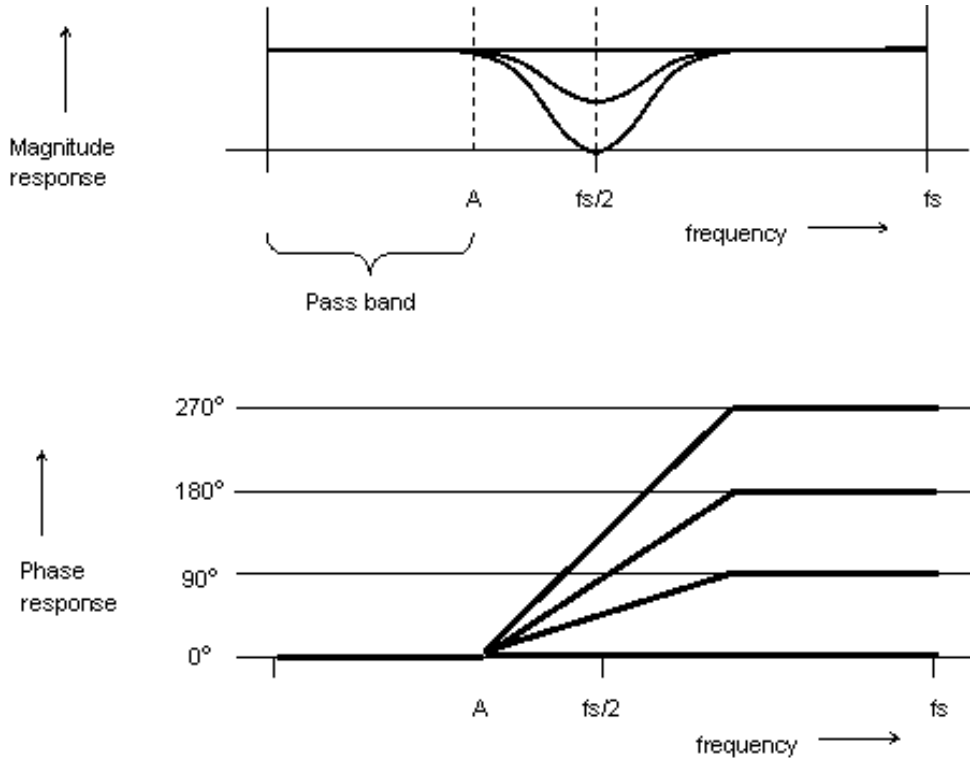 Magnitude
response
A
fs/2
fs
frequency
Pass band
270°
180°
Phase
response
90°
0°
A
fs/2
fs
frequency